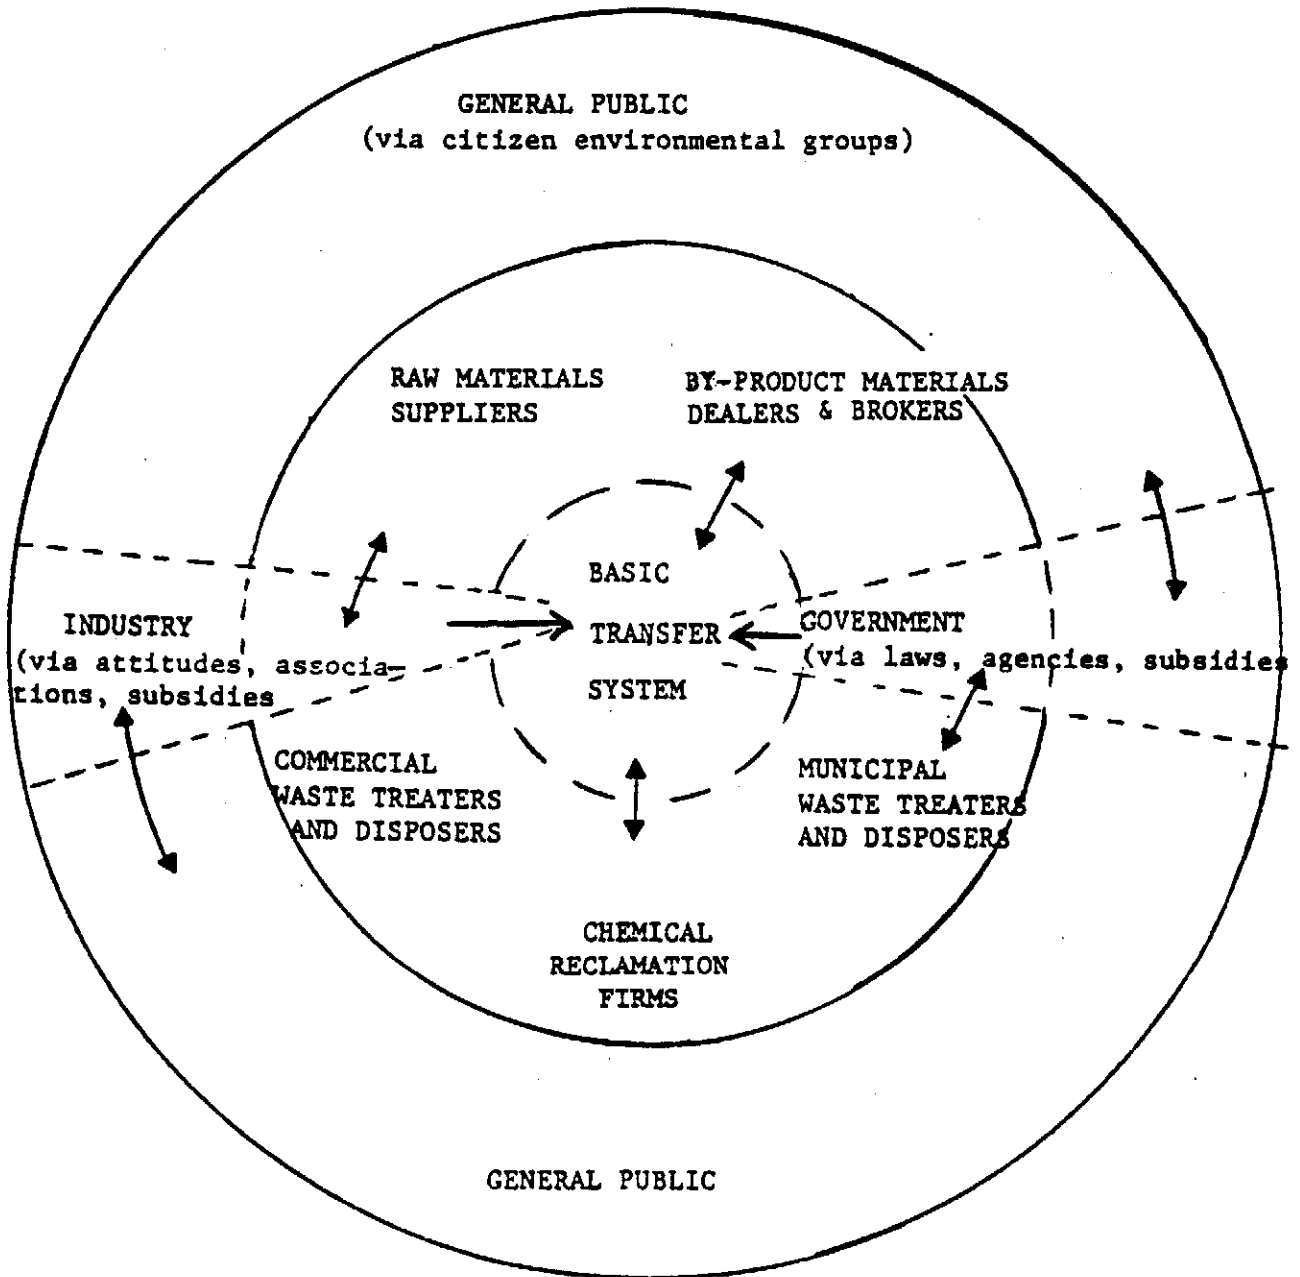 GENERAL PUBLIC
(via citizen environmental groups)
RAW MATERIALS
SUPPLIERS
BY-PRODUCT MATERIALS
DEALERS & BROKERS
BASIC
TRANSFER
SYSTEM
INDUSTRY
(via attitudes, associa-
tions, subsidies
GOVERNMENT
(via laws, agencies, subsidies
COMMERCIAL
WASTE TREATERS
AND DISPOSERS
MUNICIPAL
WASTE TREATERS
AND DISPOSERS
CHEMICAL
RECLAMATION
FIRMS
GENERAL PUBLIC